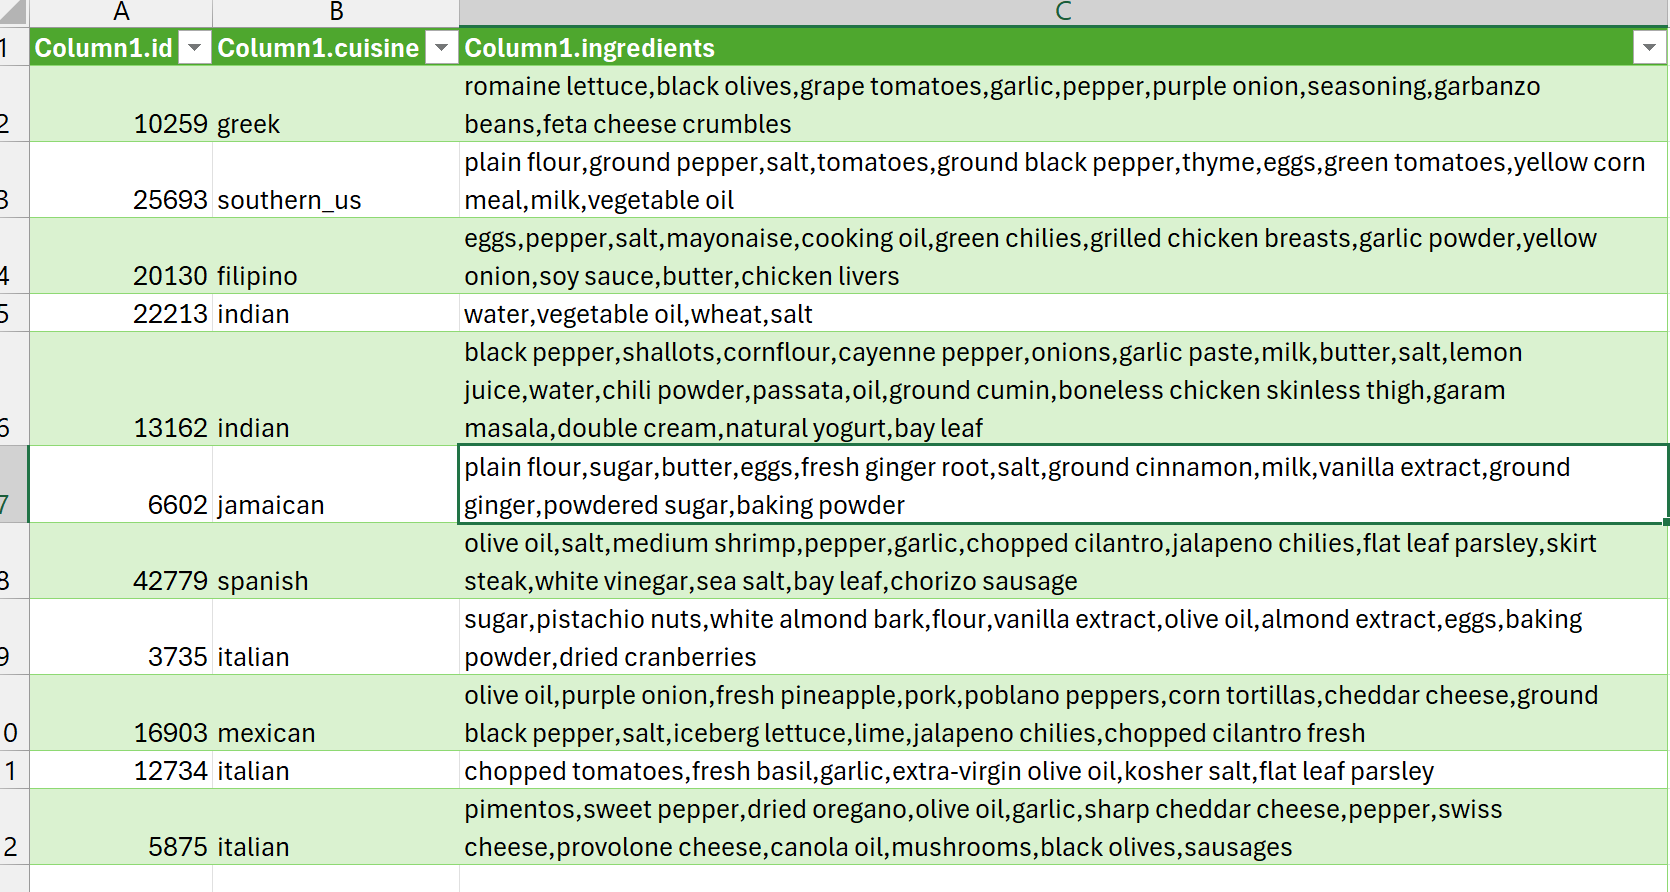 A B C
1 Column1.id Column1.cuisine Column1.ingredients
romaine lettuce,black olives,grape tomatoes,garlic,pepper,purple onion,seasoning,garbanzo
2 10259 greek beans,feta cheese crumbles
plain flour,ground pepper,salt,tomatoes,ground black pepper,thyme,eggs,green tomatoes,yellow corn
3 25693 southern_us meal,milk,vegetable oil
eggs,pepper,salt,mayonaise,cooking oil,green chilies,grilled chicken breasts,garlic powder,yellow
4 20130 filipino onion,soy sauce,butter,chicken livers
5 22213 indian water,vegetable oil,wheat,salt
black pepper,shallots,cornflour,cayenne pepper,onions,garlic paste,milk,butter,salt,lemon
juice,water,chili powder,passata,oil,ground cumin,boneless chicken skinless thigh,garam
6 13162 indian masala,double cream,natural yogurt,bay leaf
plain flour,sugar,butter,eggs,fresh ginger root,salt,ground cinnamon,milk,vanilla extract,ground
7 6602 jamaican ginger,powdered sugar,baking powder
olive oil,salt,medium shrimp,pepper,garlic,chopped cilantro,jalapeno chilies,flat leaf parsley,skirt
8 42779 spanish steak,white vinegar,sea salt,bay leaf,chorizo sausage
sugar,pistachio nuts,white almond bark,flour,vanilla extract,olive oil,almond extract,eggs,baking
9 3735 italian powder,dried cranberries
olive oil,purple onion,fresh pineapple,pork,poblano peppers,corn tortillas,cheddar cheese,ground
0 16903 mexican black pepper,salt,iceberg lettuce,lime,jalapeno chilies,chopped cilantro fresh
1 12734 italian chopped tomatoes,fresh basil,garlic,extra-virgin olive oil,kosher salt,flat leaf parsley
pimentos,sweet pepper,dried oregano,olive oil,garlic,sharp cheddar cheese,pepper,swiss
2 5875 italian cheese,provolone cheese,canola oil,mushrooms,black olives,sausages